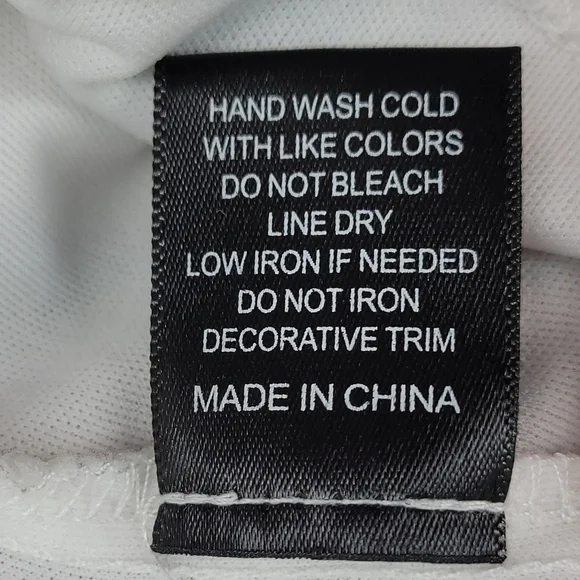 HAND WASH COLD
WITH LIKE COLORS
DO NOT BLEACH
LINE DRY
LOW IRON IF NEEDED
DO NOT IRON
DECORATIVE TRIM
MADE IN CHINA